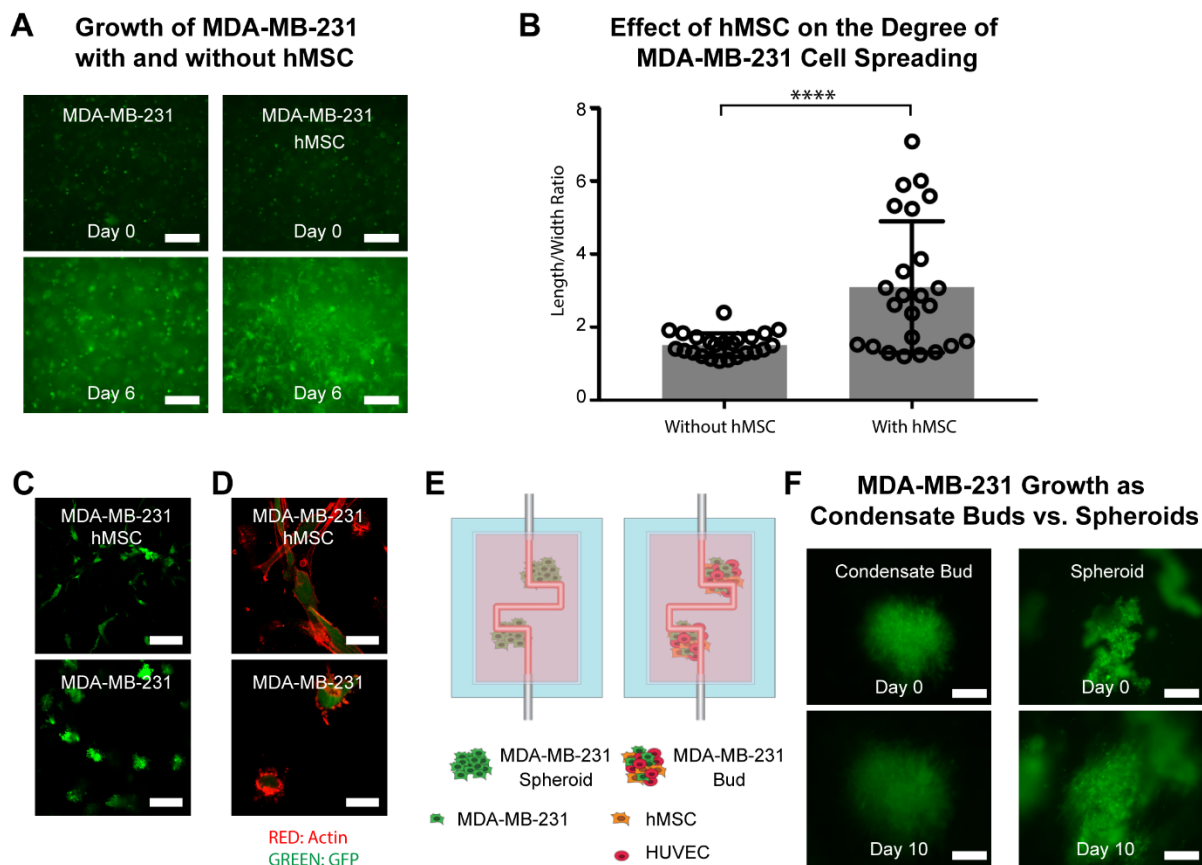 A
Growth of MDA-MB-231
with and without hMSC
MDA-MB-231
Day 0
MDA-MB-231
hMSC
Day 0
Day 6
Day 6
B
Effect of hMSC on the Degree of
MDA-MB-231 Cell Spreading
****
Length/Width Ratio
8
6
4
2
0
Without hMSC
With hMSC
C
MDA-MB-231
hMSC
MDA-MB-231
D
MDA-MB-231
hMSC
MDA-MB-231
RED: Actin
GREEN: GFP
E
MDA-MB-231
Spheroid
MDA-MB-231
Bud
MDA-MB-231
hMSC
HUVEC
F
MDA-MB-231 Growth as
Condensate Buds vs. Spheroids
Condensate Bud
Day 0
Spheroid
Day 0
Day 10
Day 10